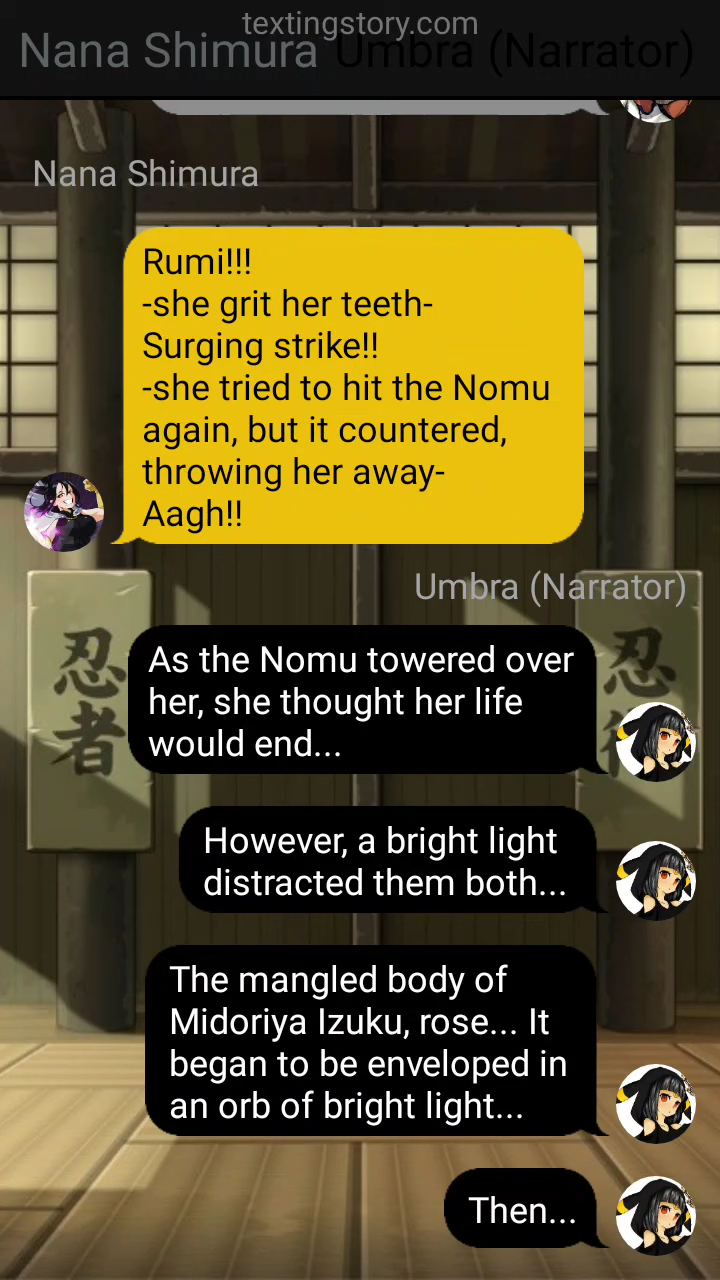 textingstory.com
Nana Shimura Umbra (Narrator)
Nana Shimura
Rumi!!!
-she grit her teeth-
Surging strike!!
-she tried to hit the Nomu
again, but it countered,
throwing her away-
Aagh!!
Umbra (Narrator)
As the Nomu towered over
her, she thought her life
would end...
However, a bright light
distracted them both...
The mangled body of
Midoriya Izuku, rose... It
began to be enveloped in
an orb of bright light...
Then...
忍者
忍